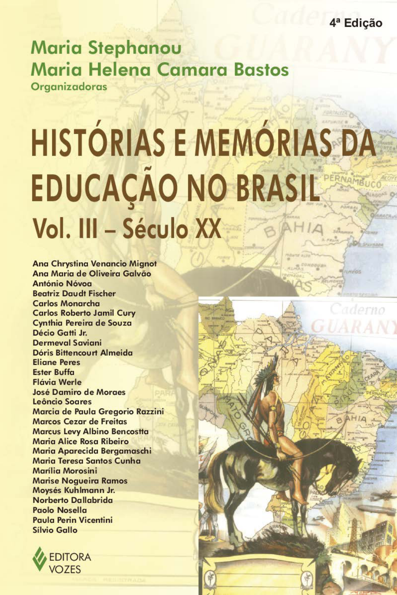 4ª Edição
Maria Stephanou
Maria Helena Camara Bastos
Organizadoras
HISTÓRIAS E MEMÓRIAS DA
EDUCAÇÃO NO BRASIL
Vol. III – Século XX
Ana Chrystina Venancio Mignot
Ana Maria de Oliveira Galvão
António Nóvoa
Beatriz Daudt Fischer
Carlos Monarcha
Carlos Roberto Jamil Cury
Cynthia Pereira de Souza
Décio Gatti Jr.
Dermeval Saviani
Dóris Bittencourt Almeida
Eliane Peres
Ester Buffa
Flávia Werle
José Damiro de Moraes
Leôncio Soares
Marcia de Paula Gregorio Razzini
Marcos Cezar de Freitas
Marcus Levy Albino Bencostta
Maria Alice Rosa Ribeiro
Maria Aparecida Bergamaschi
Maria Teresa Santos Cunha
Marília Morosini
Marise Nogueira Ramos
Moysés Kuhlmann Jr.
Norberto Dallabrida
Paolo Nosella
Paula Perin Vicentini
Sílvio Gallo
EDITORA
VOZES
Caderno
GUARANY
PERNAMBUCO
BAHIA
Caderno
GUARANY
BAHIA